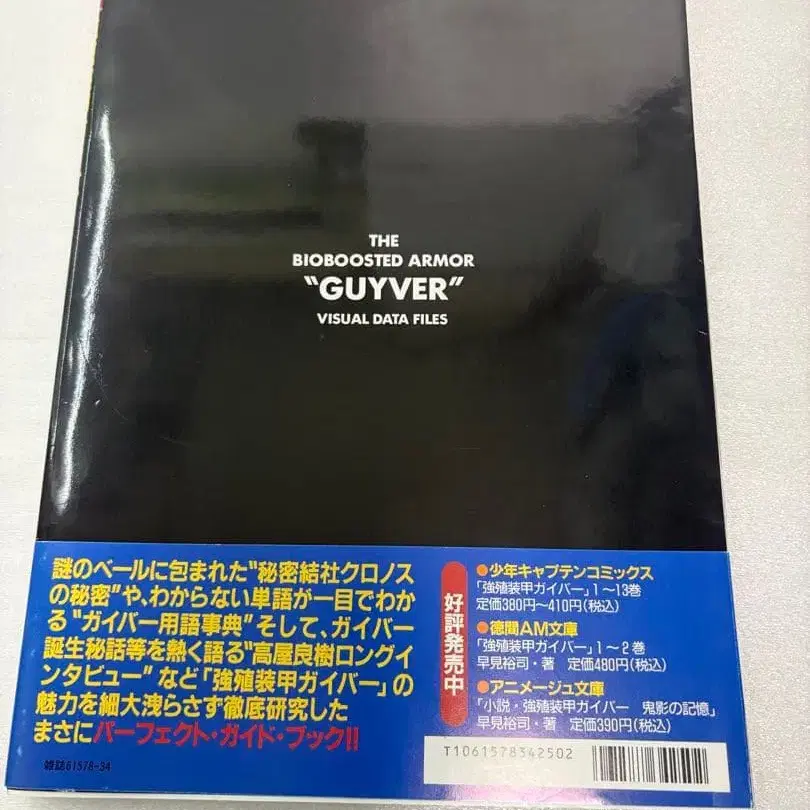 THE
BIOBOOSTED ARMOR
"GUYVER"
VISUAL DATA FILES
謎のベールに包まれた"秘密結社クロノス
の秘密"や、わからない単語が一目でわか
る"ガイバー用語事典"そして、ガイバー
誕生秘話等を熱く語る"高屋良樹ロングイ
ンタビュー"など「強殖装甲ガイバー」の
魅力を細大洩らさず徹底研究した
まさにパーフェクト・ガイド・ブック!!
雑誌61578-34
好評発売中
●少年キャプテンコミックス
「強殖装甲ガイバー」1〜13巻
定価380円〜410円(税込)
●徳間AM文庫
「強殖装甲ガイバー」1〜2巻
早見裕司・著 定価480円(税込)
●アニメージュ文庫
「小説・強殖装甲ガイバー 鬼影の記憶」
早見裕司・著 定価390円(税込)
T1061578342502